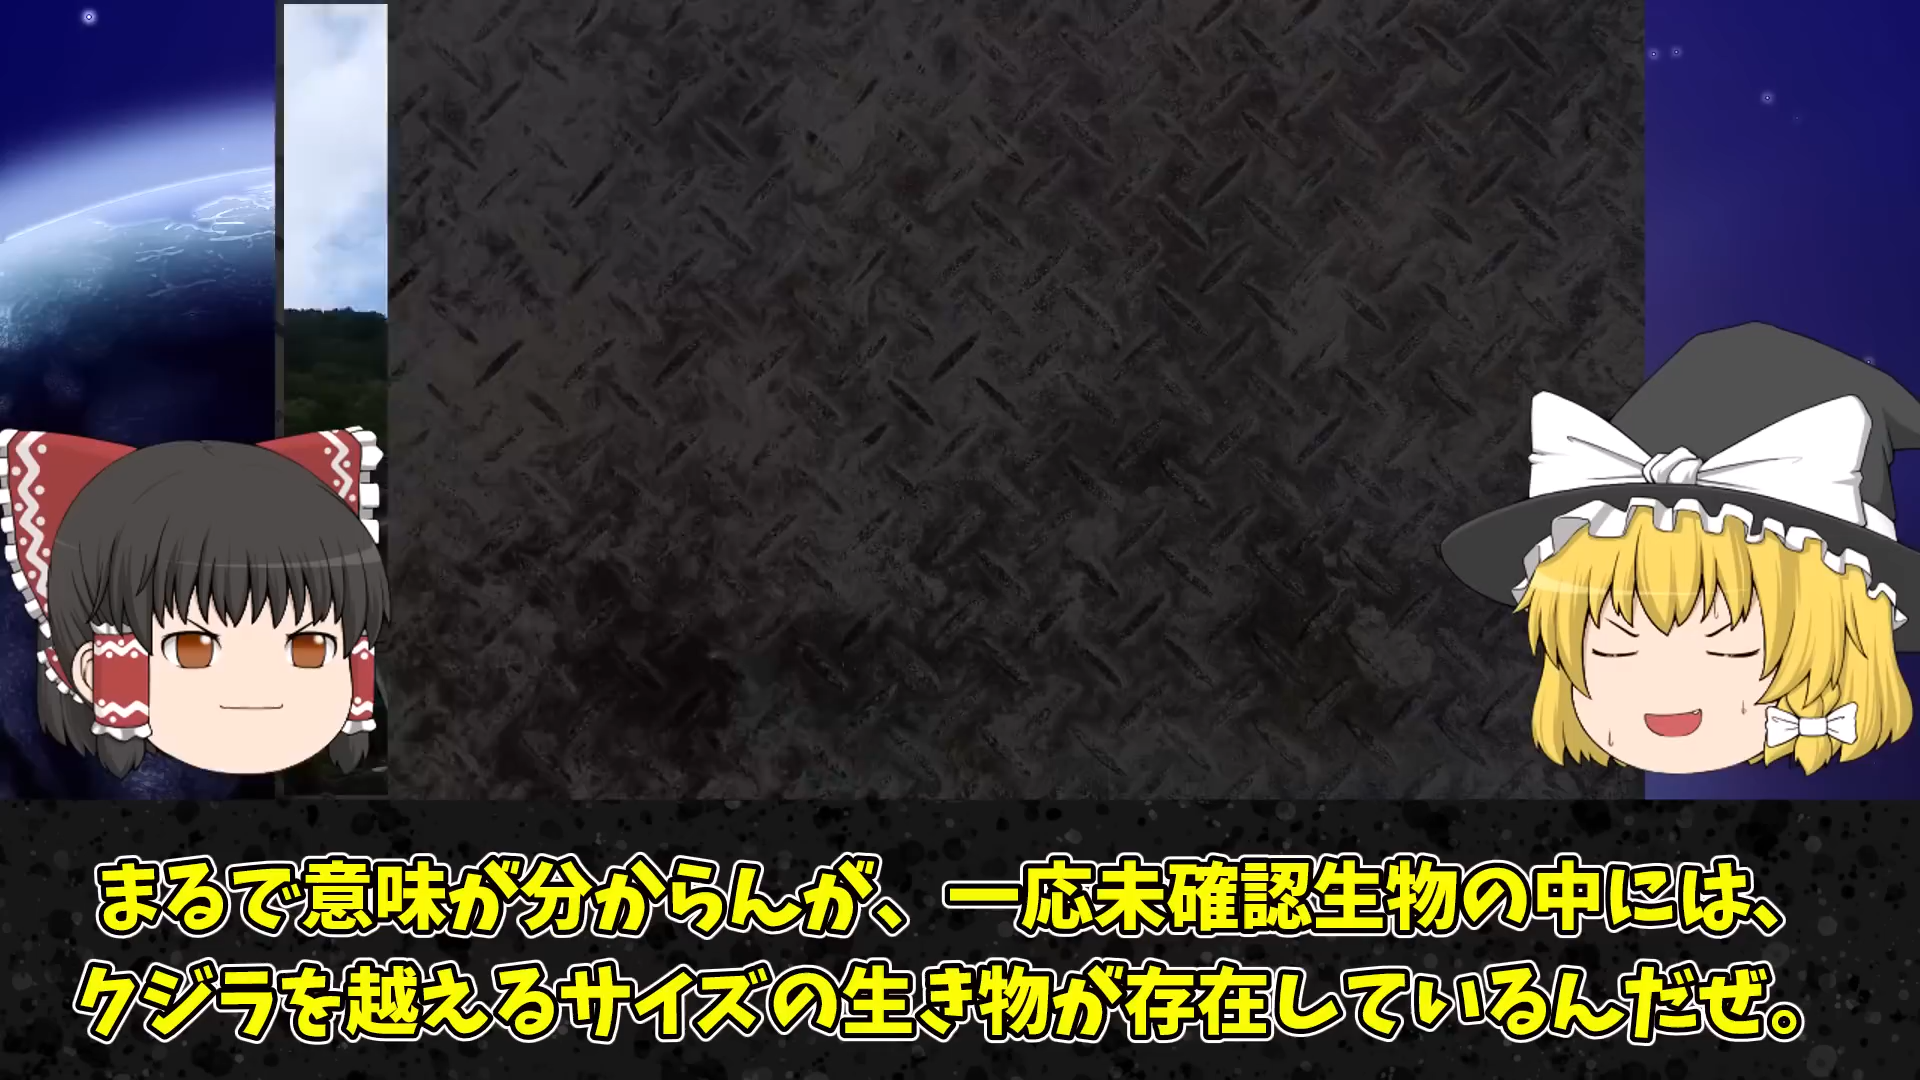 まるで意味が分からんが、一応未確認生物の中には、
クジラを越えるサイズの生き物が存在しているんだぜ。